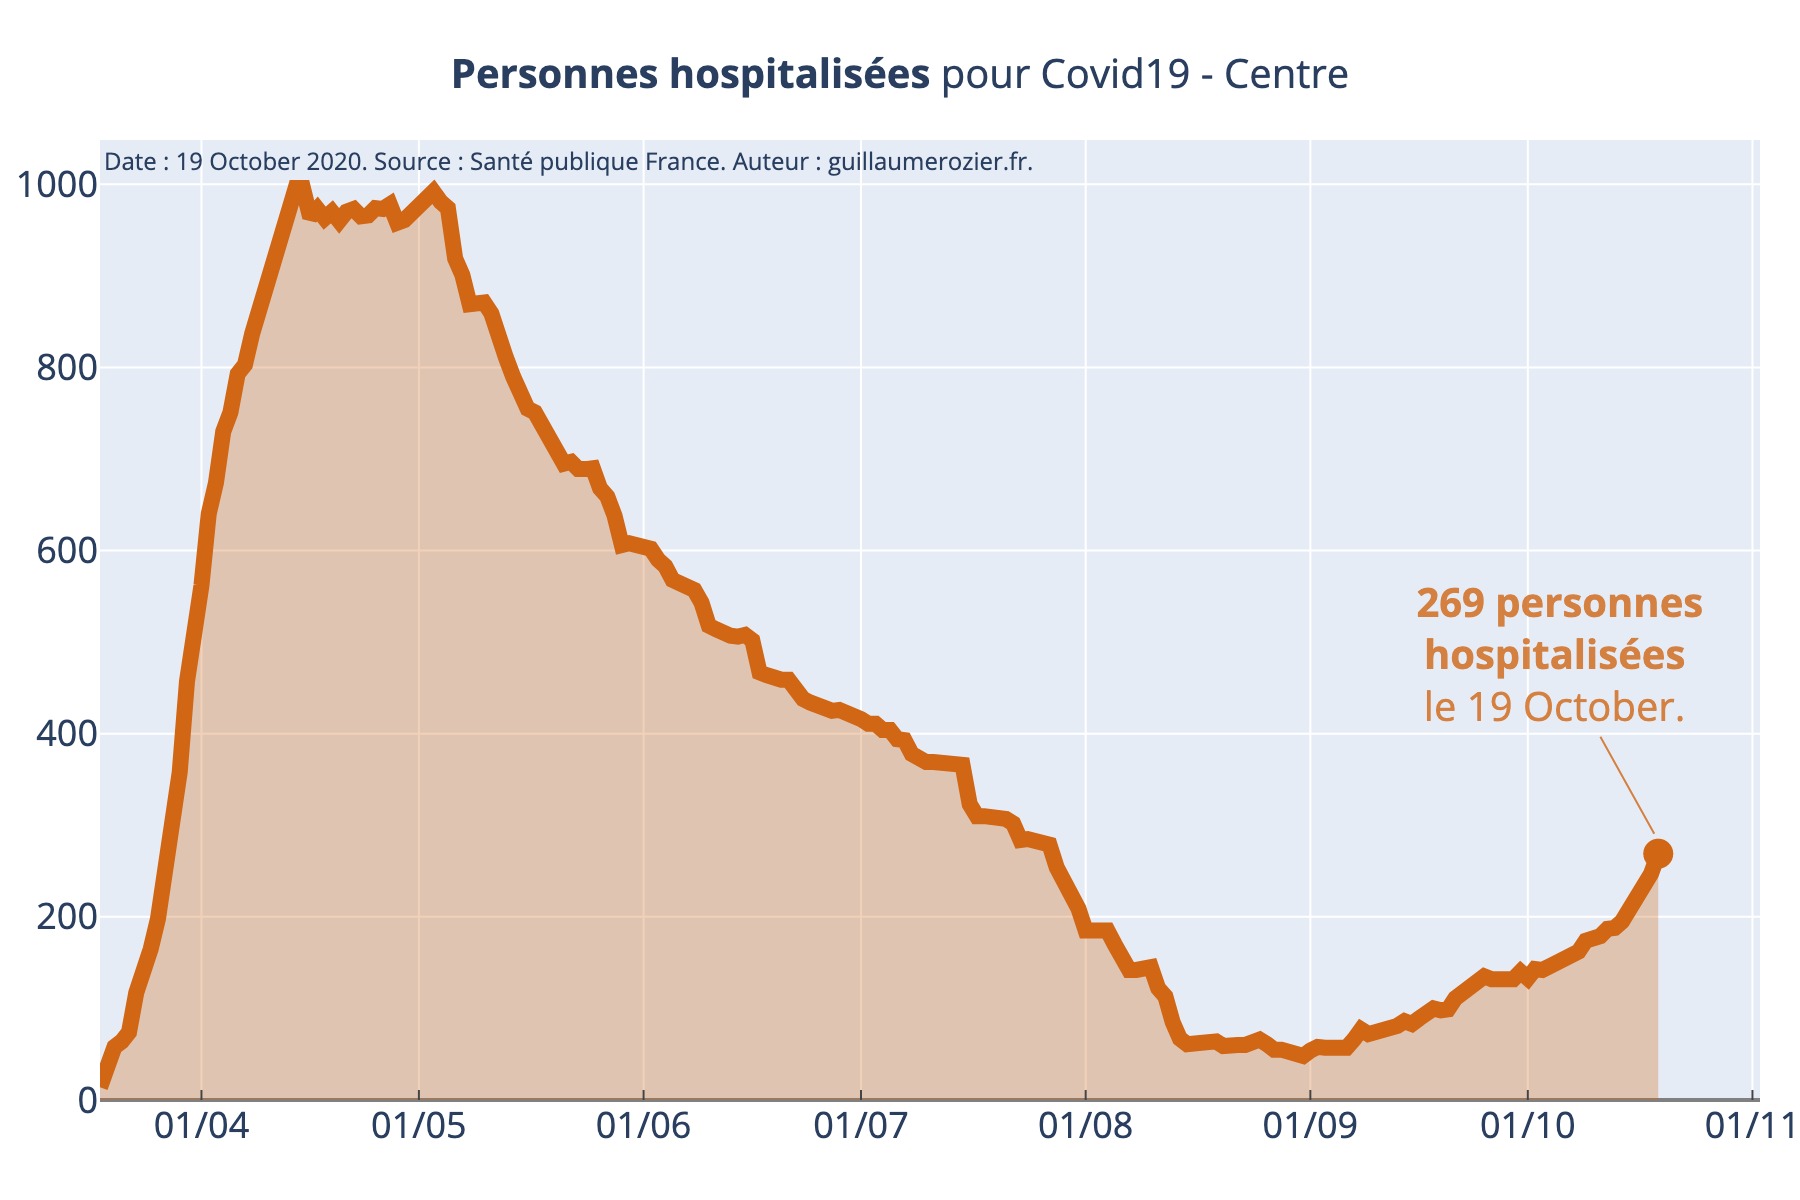 Personnes hospitalisées pour Covid19 - Centre
Date : 19 October 2020. Source : Santé publique France. Auteur : guillaumerozier.fr.
1000
800
600
400
200
0
269 personnes
hospitalisées
le 19 October.
01/04 01/05 01/06 01/07 01/08 01/09 01/10 01/11